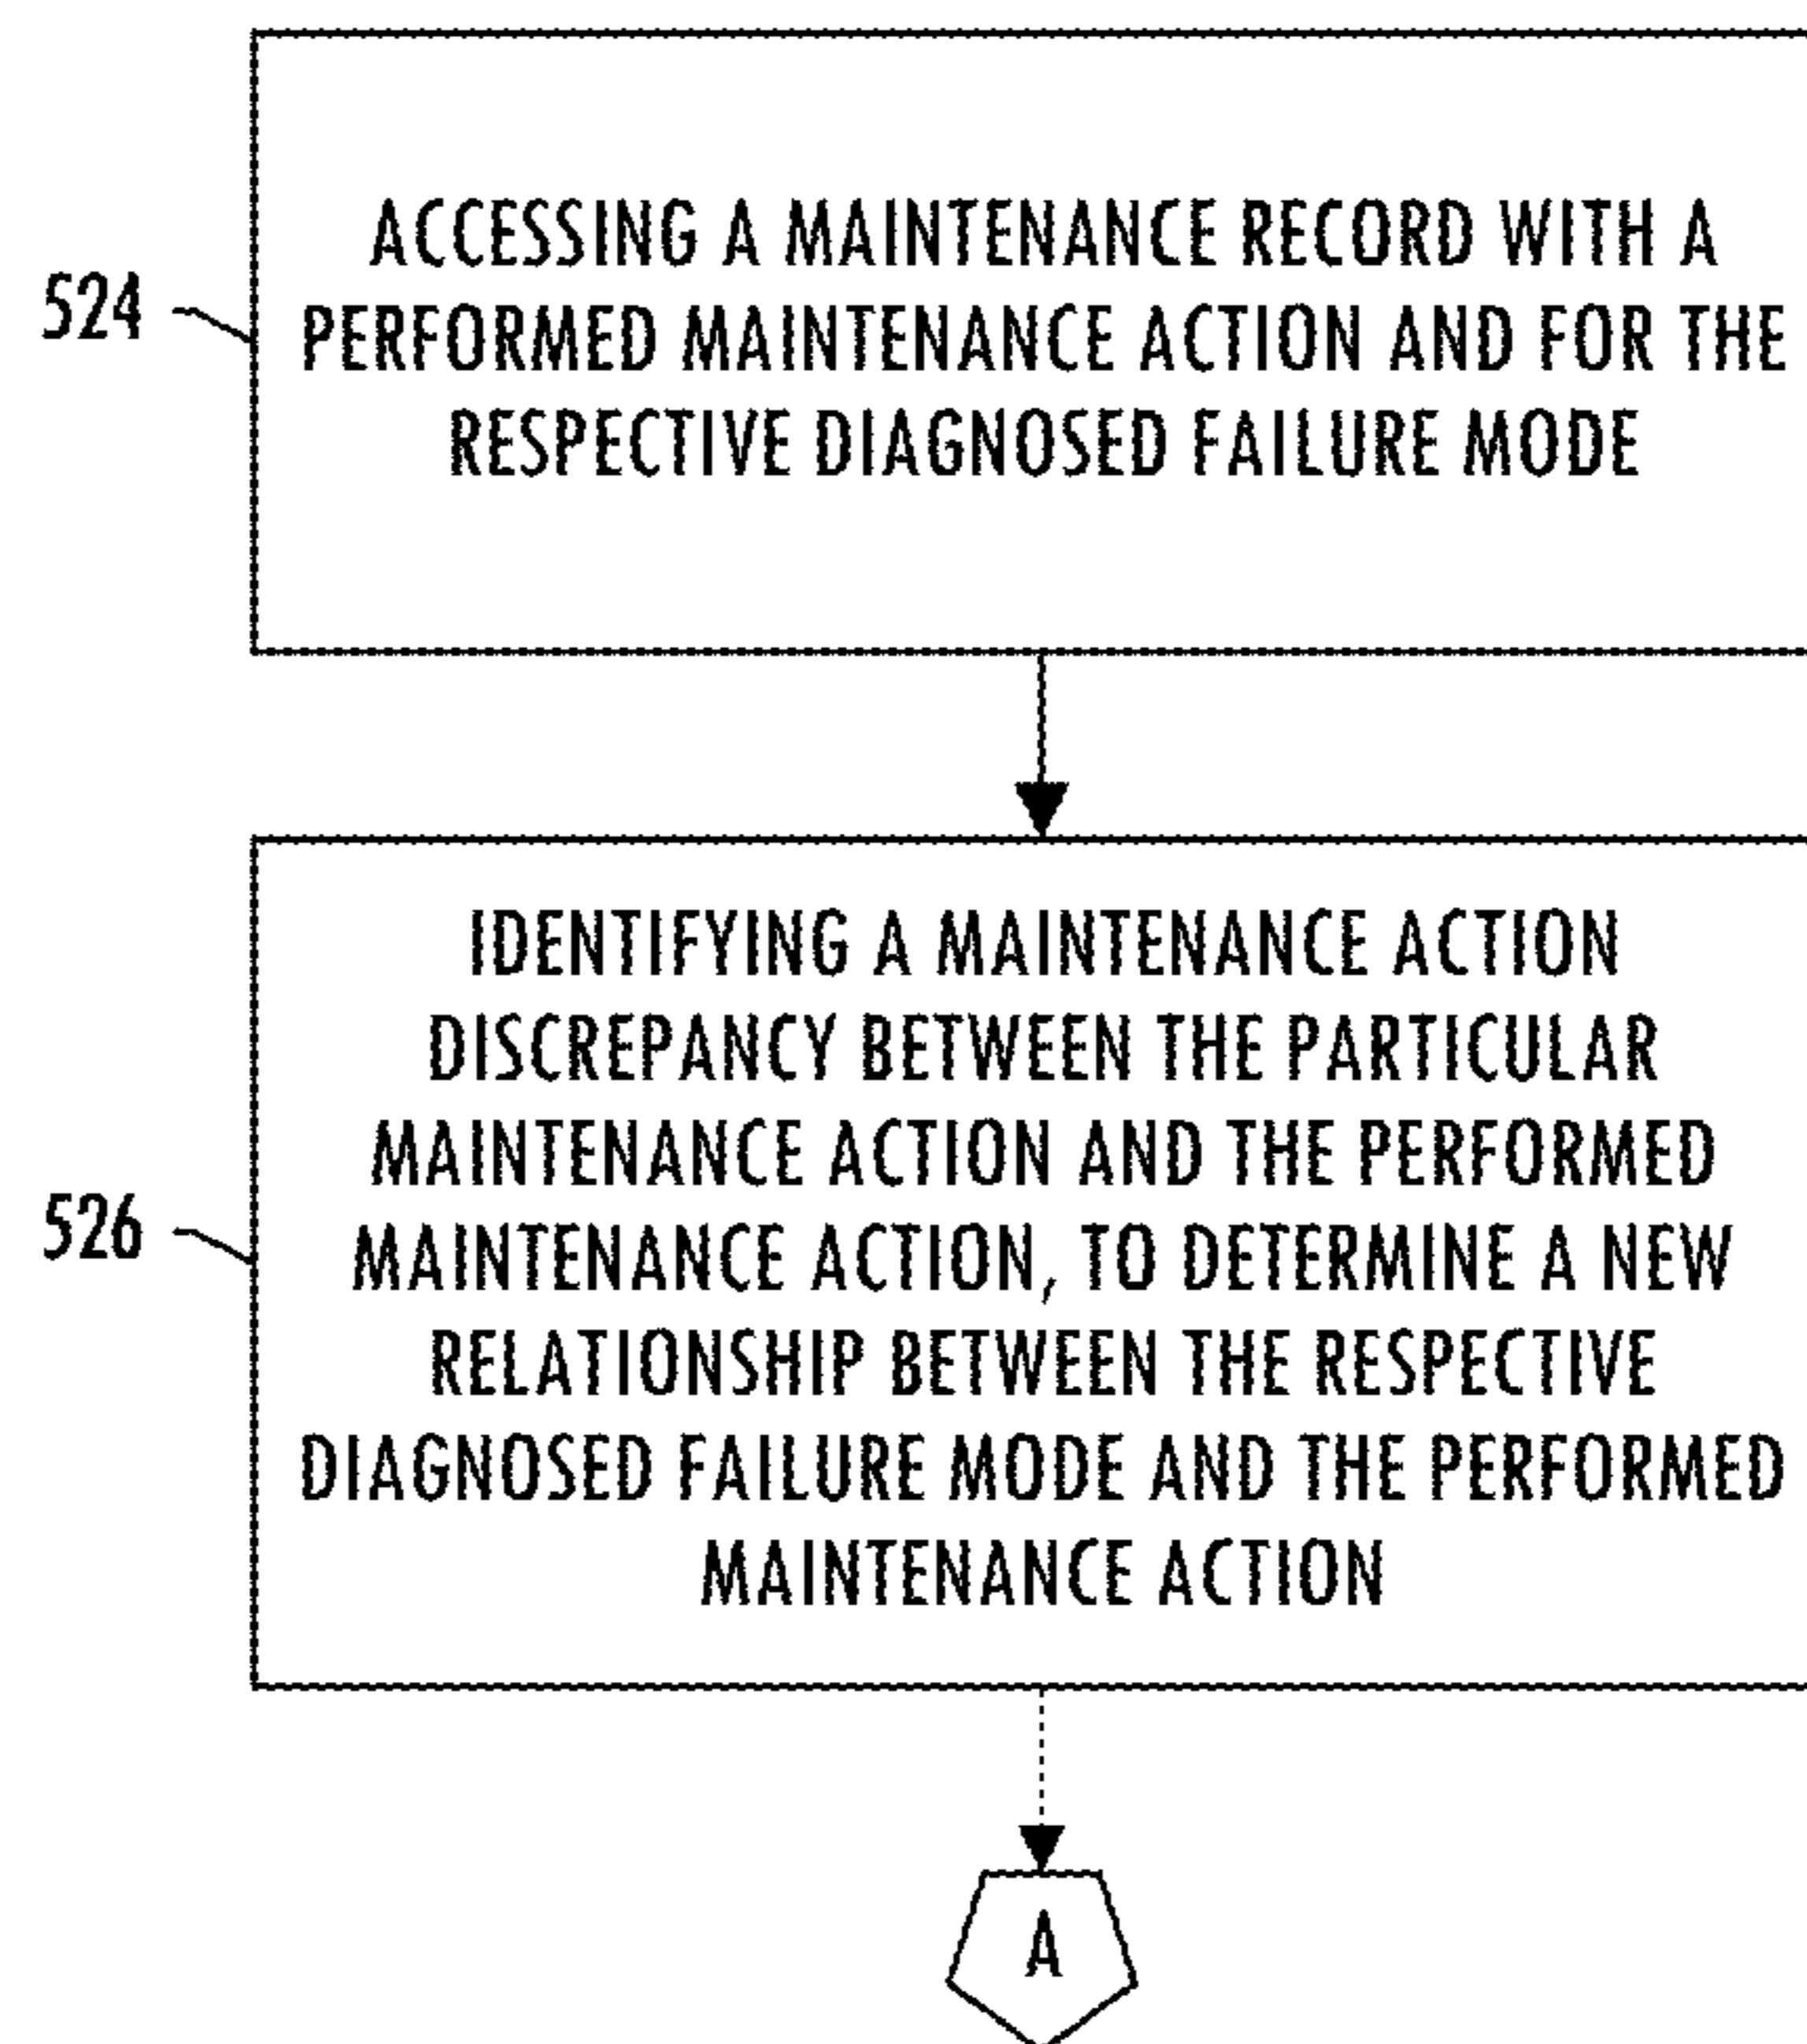 524
ACCESSING A MAINTENANCE RECORD WITH A
PERFORMED MAINTENANCE ACTION AND FOR THE
RESPECTIVE DIAGNOSED FAILURE MODE
526
IDENTIFYING A MAINTENANCE ACTION
DISCREPANCY BETWEEN THE PARTICULAR
MAINTENANCE ACTION AND THE PERFORMED
MAINTENANCE ACTION, TO DETERMINE A NEW
RELATIONSHIP BETWEEN THE RESPECTIVE
DIAGNOSED FAILURE MODE AND THE PERFORMED
MAINTENANCE ACTION
A